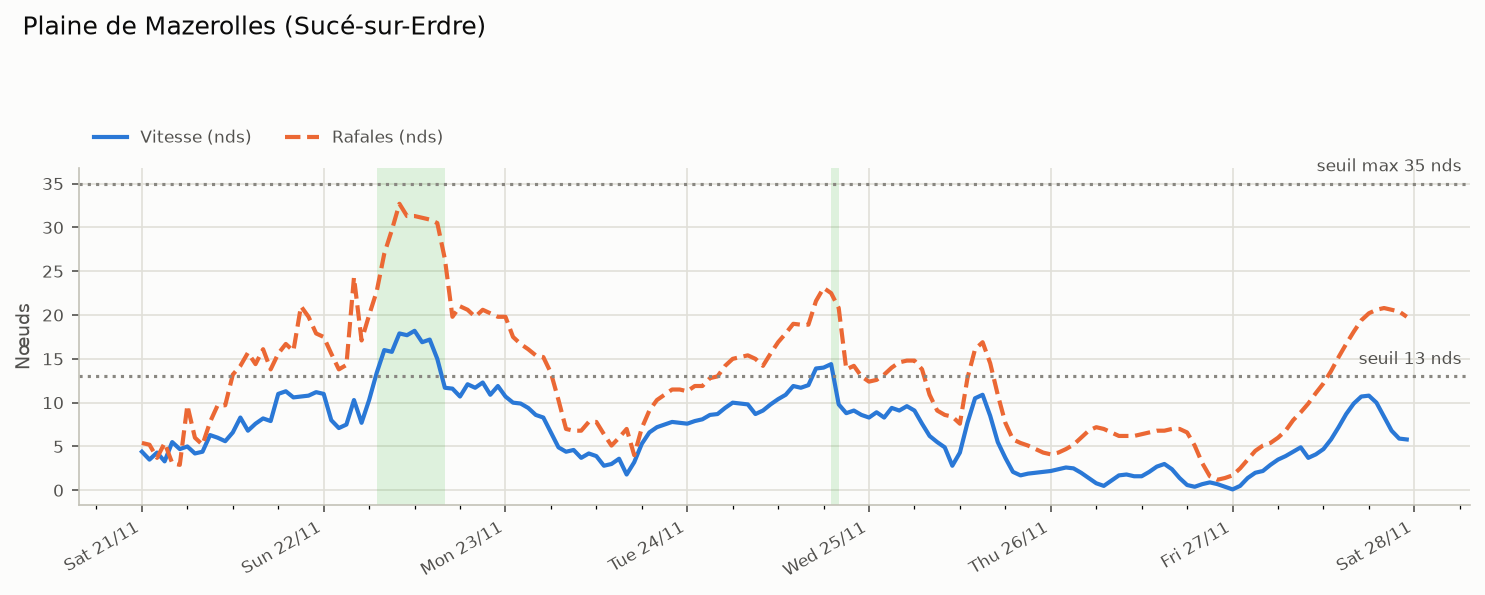 Plaine de Mazerolles (Sucé-sur-Erdre)
Vitesse (nds) Rafales (nds)
seuil max 35 nds
seuil 13 nds
Nœuds
35
30
25
20
15
10
5
0
Sat 21/11 Sun 22/11 Mon 23/11 Tue 24/11 Wed 25/11 Thu 26/11 Fri 27/11 Sat 28/11